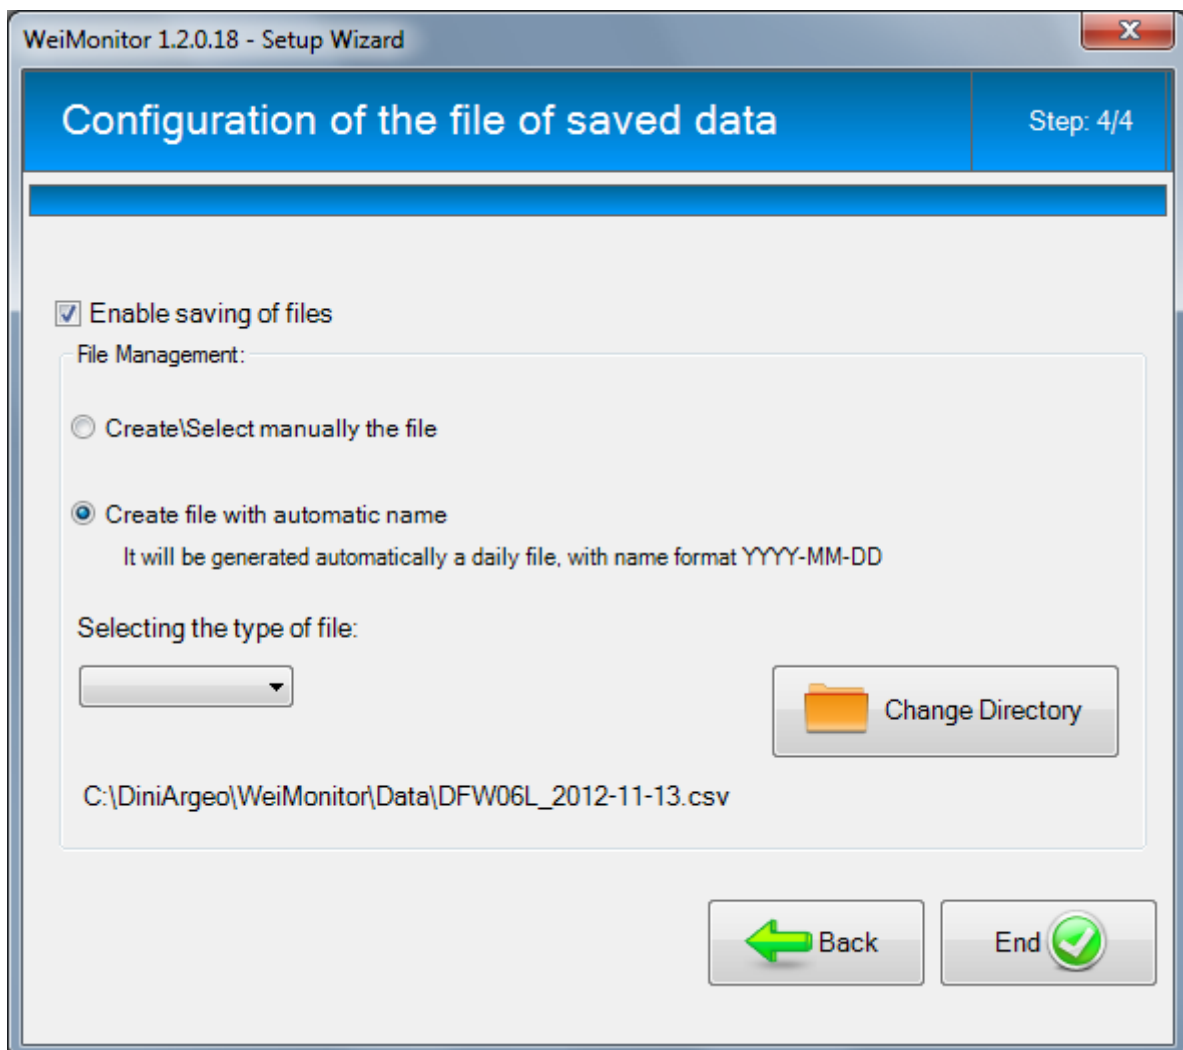 WeiMonitor 1.2.0.18 - Setup Wizard
x
Configuration of the file of saved data
Step: 4/4
Enable saving of files
File Management:
Create\Select manually the file
Create file with automatic name
It will be generated automatically a daily file, with name format YYYY-MM-DD
Selecting the type of file:
Change Directory
C:\DiniArgeo\WeiMonitor\Data\DFW06L_2012-11-13.csv
Back
End